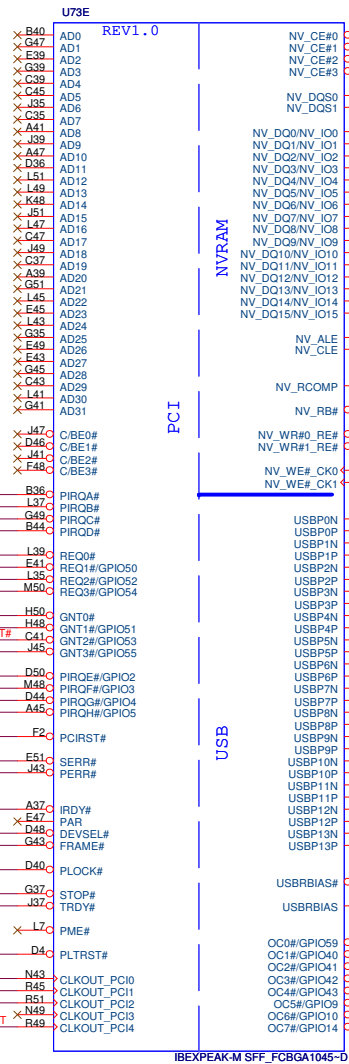 U73E
REV1.0
B40 AD0 NV_CE#0
G47 AD1 NV_CE#1
E39 AD2 NV_CE#2
G39 AD3 NV_CE#3
C39 AD4
C45 AD5 NV_DQS0
J35 AD6 NV_DQS1
C35 AD7
A41 AD8 NV_DQ0/NV_IO0
J39 AD9 NV_DQ1/NV_IO1
A47 AD10 NV_DQ2/NV_IO2
D36 AD11 NV_DQ3/NV_IO3
L51 AD12 NV_DQ4/NV_IO4
L49 AD13 NV_DQ5/NV_IO5
K48 AD14 NV_DQ6/NV_IO6
J51 AD15 NV_DQ7/NV_IO7
L47 AD16 NV_DQ8/NV_IO8
C47 AD17 NV_DQ9/NV_IO9
J49 AD18 NV_DQ10/NV_IO10
C37 AD19 NV_DQ11/NV_IO11
A39 AD20 NV_DQ12/NV_IO12
G51 AD21 NV_DQ13/NV_IO13
L45 AD22 NV_DQ14/NV_IO14
E45 AD23 NV_DQ15/NV_IO15
L43 AD24
G35 AD25 NV_ALE
E49 AD26 NV_CLE
E43 AD27
G45 AD28
C43 AD29 NV_RCOMP
L41 AD30
G41 AD31 NV_RB#
NVRAM
PCI
J47 C/BE0# NV_WR#0_RE#
D46 C/BE1# NV_WR#1_RE#
J41 C/BE2#
F48 C/BE3# NV_WE#_CK0
NV_WE#_CK1
B36 PIRQA#
L37 PIRQB#
G49 PIRQC# USBP0N
B44 PIRQD# USBP0P
USBP1N
L39 REQ0# USBP1P
E41 REQ1#/GPIO50 USBP2N
L35 REQ2#/GPIO52 USBP2P
M50 REQ3#/GPIO54 USBP3N
USBP3P
H50 GNT0# USBP4N
H48 GNT1#/GPIO51 USBP4P
T# C41 GNT2#/GPIO53 USBP5N
J45 GNT3#/GPIO55 USBP5P
USBP6N
D50 PIRQE#/GPIO2 USBP6P
M48 PIRQF#/GPIO3 USBP7N
D44 PIRQG#/GPIO4 USBP7P
A45 PIRQH#/GPIO5 USBP8N
USBP8P
F2 PCIRST# USBP9N
USBP9P
USB
E51 SERR# USBP10N
J43 PERR# USBP10P
USBP11N
USBP11P
A37 IRDY# USBP12N
E47 PAR USBP12P
D48 DEVSEL# USBP13N
G43 FRAME# USBP13P
D40 PLOCK#
USBRBIAS#
G37 STOP#
J37 TRDY# USBRBIAS
L7 PME#
OC0#/GPIO59
D4 PLTRST# OC1#/GPIO40
OC2#/GPIO41
N43 CLKOUT_PCI0 OC3#/GPIO42
R45 CLKOUT_PCI1 OC4#/GPIO43
R51 CLKOUT_PCI2 OC5#/GPIO9
T N49 CLKOUT_PCI3 OC6#/GPIO10
R49 CLKOUT_PCI4 OC7#/GPIO14
IBEXPEAK-M SFF_FCBGA1045~D